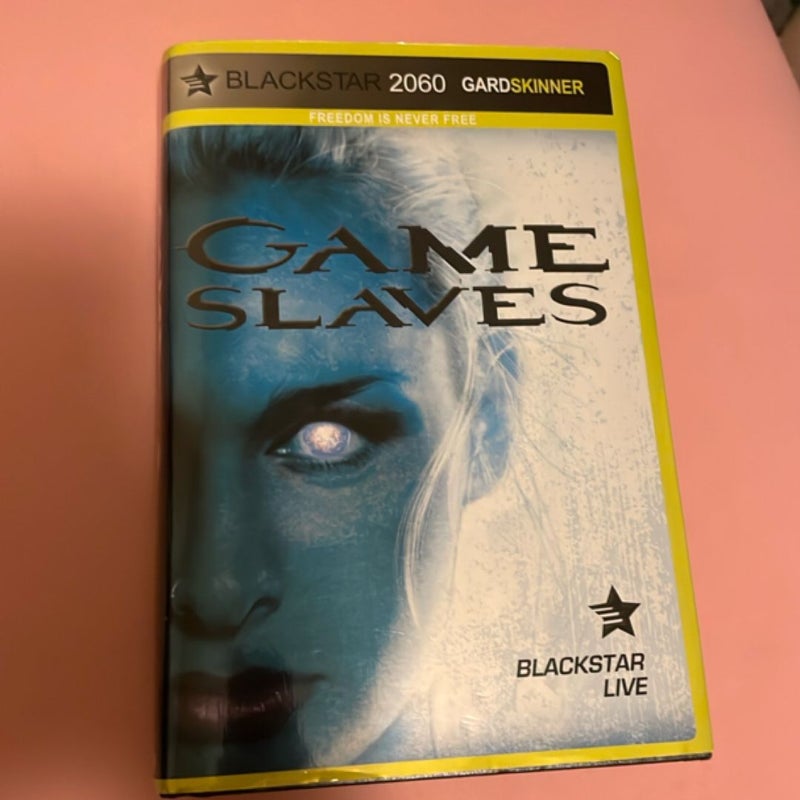 BLACKSTAR 2060 GARDSKINNER
FREEDOM IS NEVER FREE
GAME
SLAVES
BLACKSTAR
LIVE